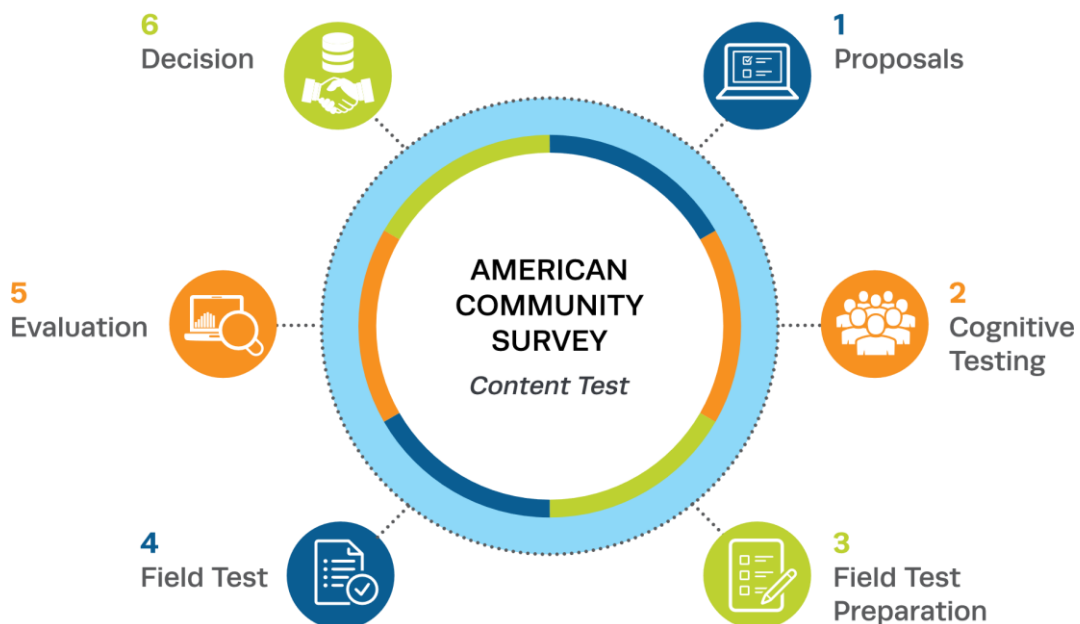 AMERICAN
COMMUNITY
SURVEY
Content Test
1
Proposals
2
Cognitive
Testing
3
Field Test
Preparation
4
Field Test
5
Evaluation
6
Decision